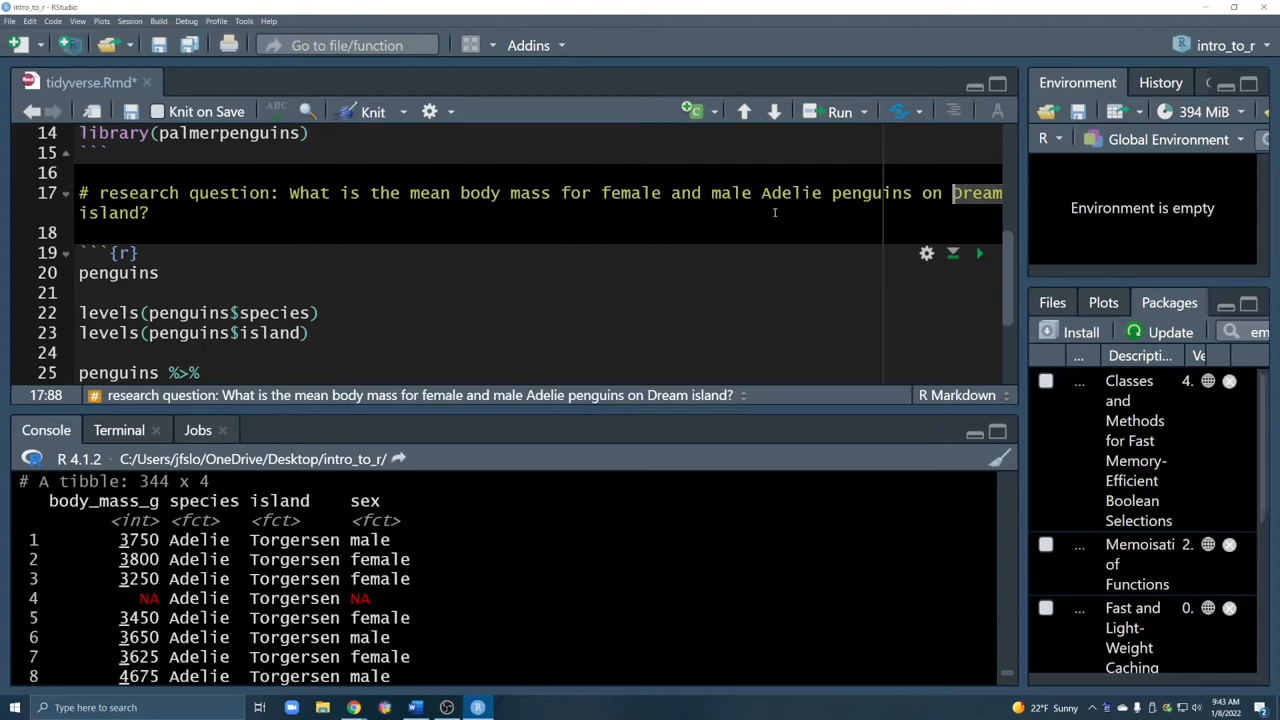 intro_to_r - RStudio
File Edit Code View Plots Session Build Debug Profile Tools Help
Go to file/function Addins intro_to_r
tidyverse.Rmd*
Knit on Save ABC Knit Run
14 library(palmerpenguins)
15 ```
16
17 # research question: What is the mean body mass for female and male Adelie penguins on Dream
island?
18
19 ```{r}
20 penguins
21
22 levels(penguins$species)
23 levels(penguins$island)
24
25 penguins %>%
17:88 research question: What is the mean body mass for female and male Adelie penguins on Dream island? R Markdown
Console Terminal Jobs
R 4.1.2 C:/Users/jfslo/OneDrive/Desktop/intro_to_r/
# A tibble: 344 x 4
body_mass_g species island sex
<int> <fct> <fct> <fct>
1 3750 Adelie Torgersen male
2 3800 Adelie Torgersen female
3 3250 Adelie Torgersen female
4 NA Adelie Torgersen NA
5 3450 Adelie Torgersen female
6 3650 Adelie Torgersen male
7 3625 Adelie Torgersen female
8 4675 Adelie Torgersen male
Environment History
394 MiB
R Global Environment
Environment is empty
Files Plots Packages
Install Update em
... Descripti... Ve
... Classes 4.
and
Methods
for Fast
Memory-
Efficient
Boolean
Selections
... Memoisati 2.
of
Functions
... Fast and 0.
Light-
Weight
Caching
Type here to search
22°F Sunny
9:43 AM
1/8/2022